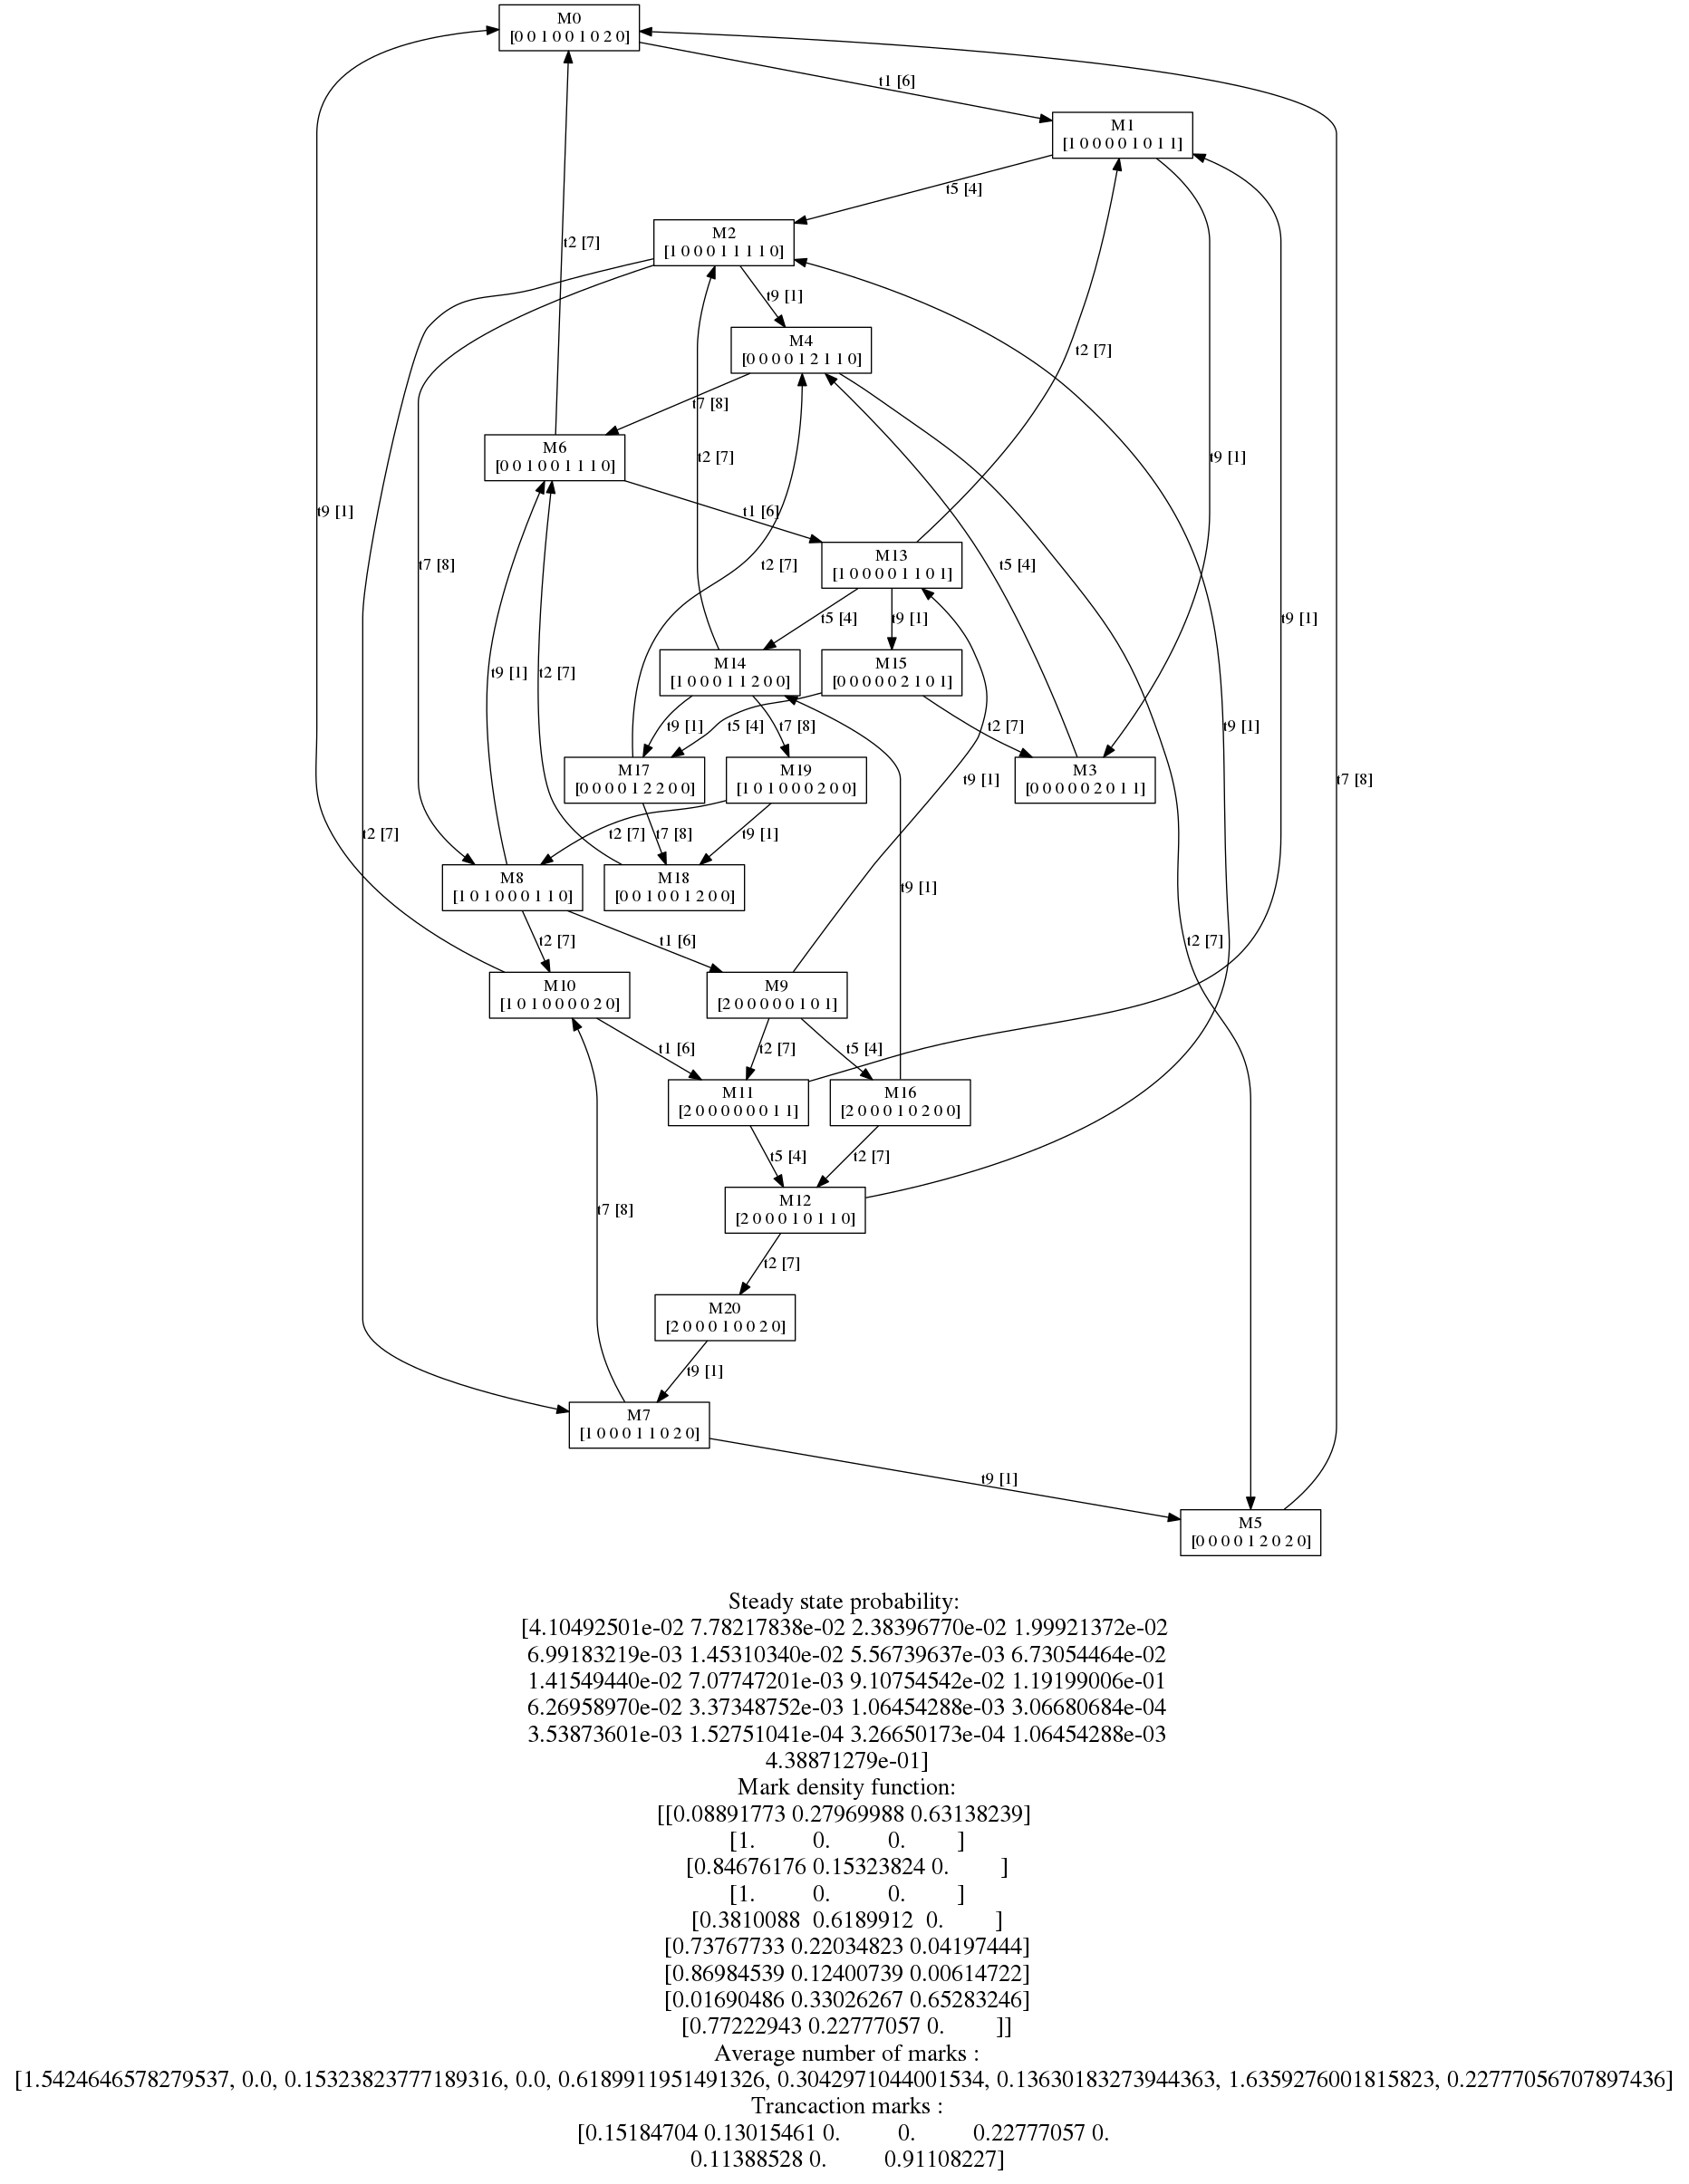 M0
[0 0 1 0 0 1 0 2 0]
t1 [6]
M1
[1 0 0 0 0 1 0 1 1]
t5 [4]
M2
[1 0 0 0 1 1 1 1 0]
t2 [7]
t9 [1]
M4
[0 0 0 0 1 2 1 1 0]
t2 [7]
t7 [8]
M6
[0 0 1 0 0 1 1 1 0]
t2 [7]
t9 [1]
t9 [1]
t1 [6]
M13
[1 0 0 0 0 1 1 0 1]
t7 [8]
t2 [7]
t5 [4]
t5 [4]
t9 [1]
t9 [1]
M14
[1 0 0 0 1 1 2 0 0]
M15
[0 0 0 0 0 2 1 0 1]
t9 [1]
t2 [7]
t9 [1]
t5 [4]
t7 [8]
t2 [7]
t9 [1]
M17
[0 0 0 0 1 2 2 0 0]
M19
[1 0 1 0 0 0 2 0 0]
t9 [1]
M3
[0 0 0 0 0 2 0 1 1]
t7 [8]
t2 [7]
t2 [7]
t7 [8]
t9 [1]
M8
[1 0 1 0 0 0 1 1 0]
M18
[0 0 1 0 0 1 2 0 0]
t9 [1]
t2 [7]
t1 [6]
t2 [7]
M10
[1 0 1 0 0 0 0 2 0]
M9
[2 0 0 0 0 0 1 0 1]
t1 [6]
t2 [7]
t5 [4]
M11
[2 0 0 0 0 0 0 1 1]
M16
[2 0 0 0 1 0 2 0 0]
t5 [4]
t2 [7]
M12
[2 0 0 0 1 0 1 1 0]
t7 [8]
t2 [7]
M20
[2 0 0 0 1 0 0 2 0]
t9 [1]
M7
[1 0 0 0 1 1 0 2 0]
t9 [1]
M5
[0 0 0 0 1 2 0 2 0]
Steady state probability:
[4.10492501e-02 7.78217838e-02 2.38396770e-02 1.99921372e-02
6.99183219e-03 1.45310340e-02 5.56739637e-03 6.73054464e-02
1.41549440e-02 7.07747201e-03 9.10754542e-02 1.19199006e-01
6.26958970e-02 3.37348752e-03 1.06454288e-03 3.06680684e-04
3.53873601e-03 1.52751041e-04 3.26650173e-04 1.06454288e-03
4.38871279e-01]
Mark density function:
[[0.08891773 0.27969988 0.63138239]
[1. 0. 0. ]
[0.84676176 0.15323824 0. ]
[1. 0. 0. ]
[0.3810088 0.6189912 0. ]
[0.73767733 0.22034823 0.04197444]
[0.86984539 0.12400739 0.00614722]
[0.01690486 0.33026267 0.65283246]
[0.77222943 0.22777057 0. ]]
Average number of marks :
[1.5424646578279537, 0.0, 0.15323823777189316, 0.0, 0.6189911951491326, 0.3042971044001534, 0.13630183273944363, 1.6359276001815823, 0.22777056707897436]
Trancaction marks :
[0.15184704 0.13015461 0. 0. 0.22777057 0.
0.11388528 0. 0.91108227]